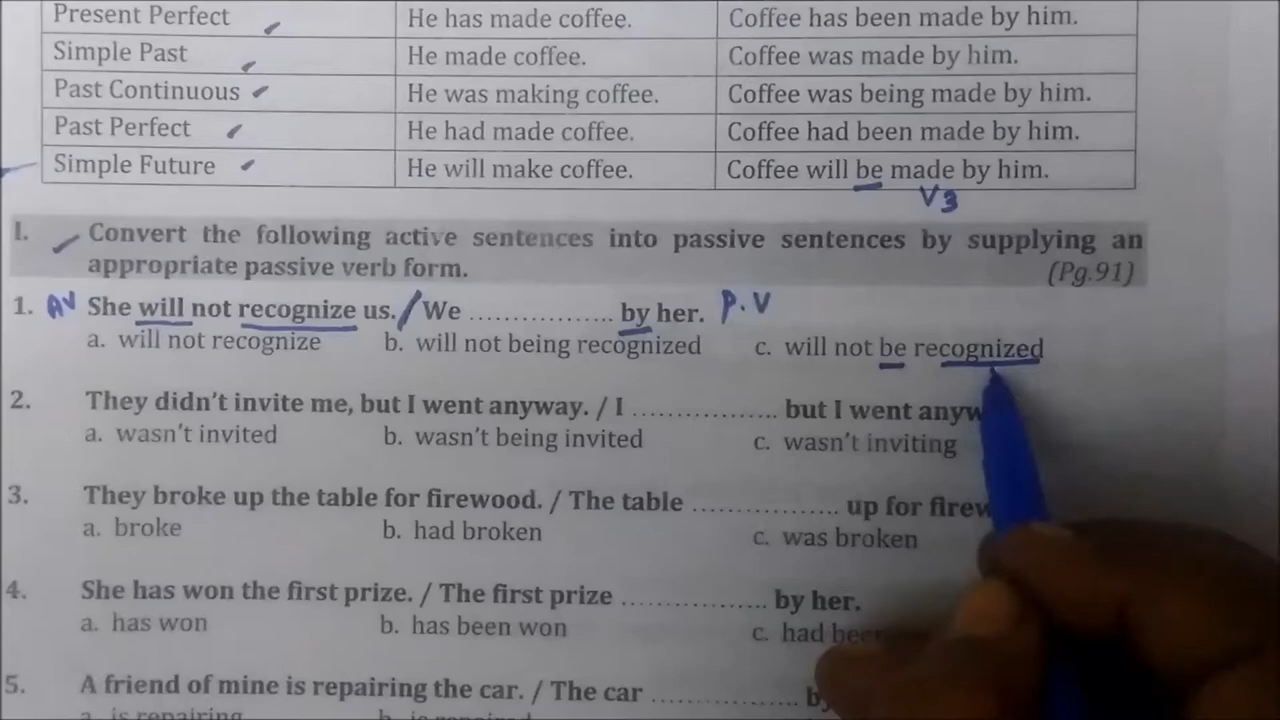 Present Perfect He has made coffee. Coffee has been made by him.
Simple Past He made coffee. Coffee was made by him.
Past Continuous He was making coffee. Coffee was being made by him.
Past Perfect He had made coffee. Coffee had been made by him.
Simple Future He will make coffee. Coffee will be made by him.
V3
I. Convert the following active sentences into passive sentences by supplying an
appropriate passive verb form. (Pg.91)
1. AV She will not recognize us. / We ................. by her. P.V
a. will not recognize b. will not being recognized c. will not be recognized
2. They didn't invite me, but I went anyway. / I ................. but I went
a. wasn't invited b. wasn't being invited c. wasn't inviting
3. They broke up the table for firewood. / The table ................. up for
a. broke b. had broken c. was broken
4. She has won the first prize. / The first prize ................. by her.
a. has won b. has been won c. had
5. A friend of mine is repairing the car. / The car .................
a. is repairing b. is repaired